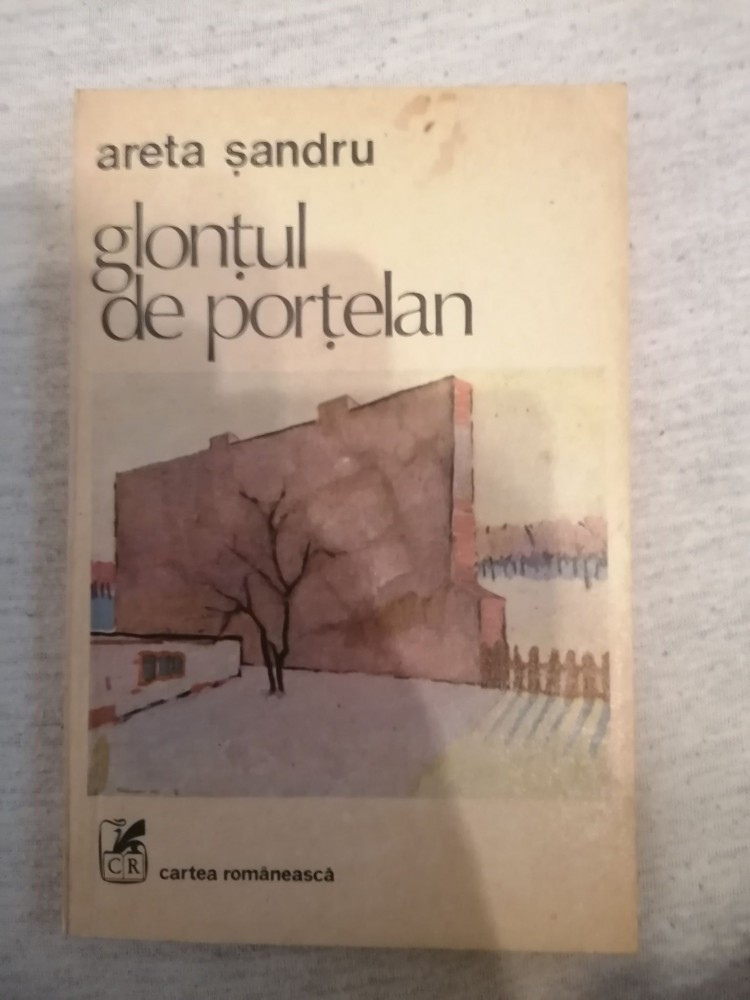 areta șandru
glonțul
de porțelan
CR
cartea românească